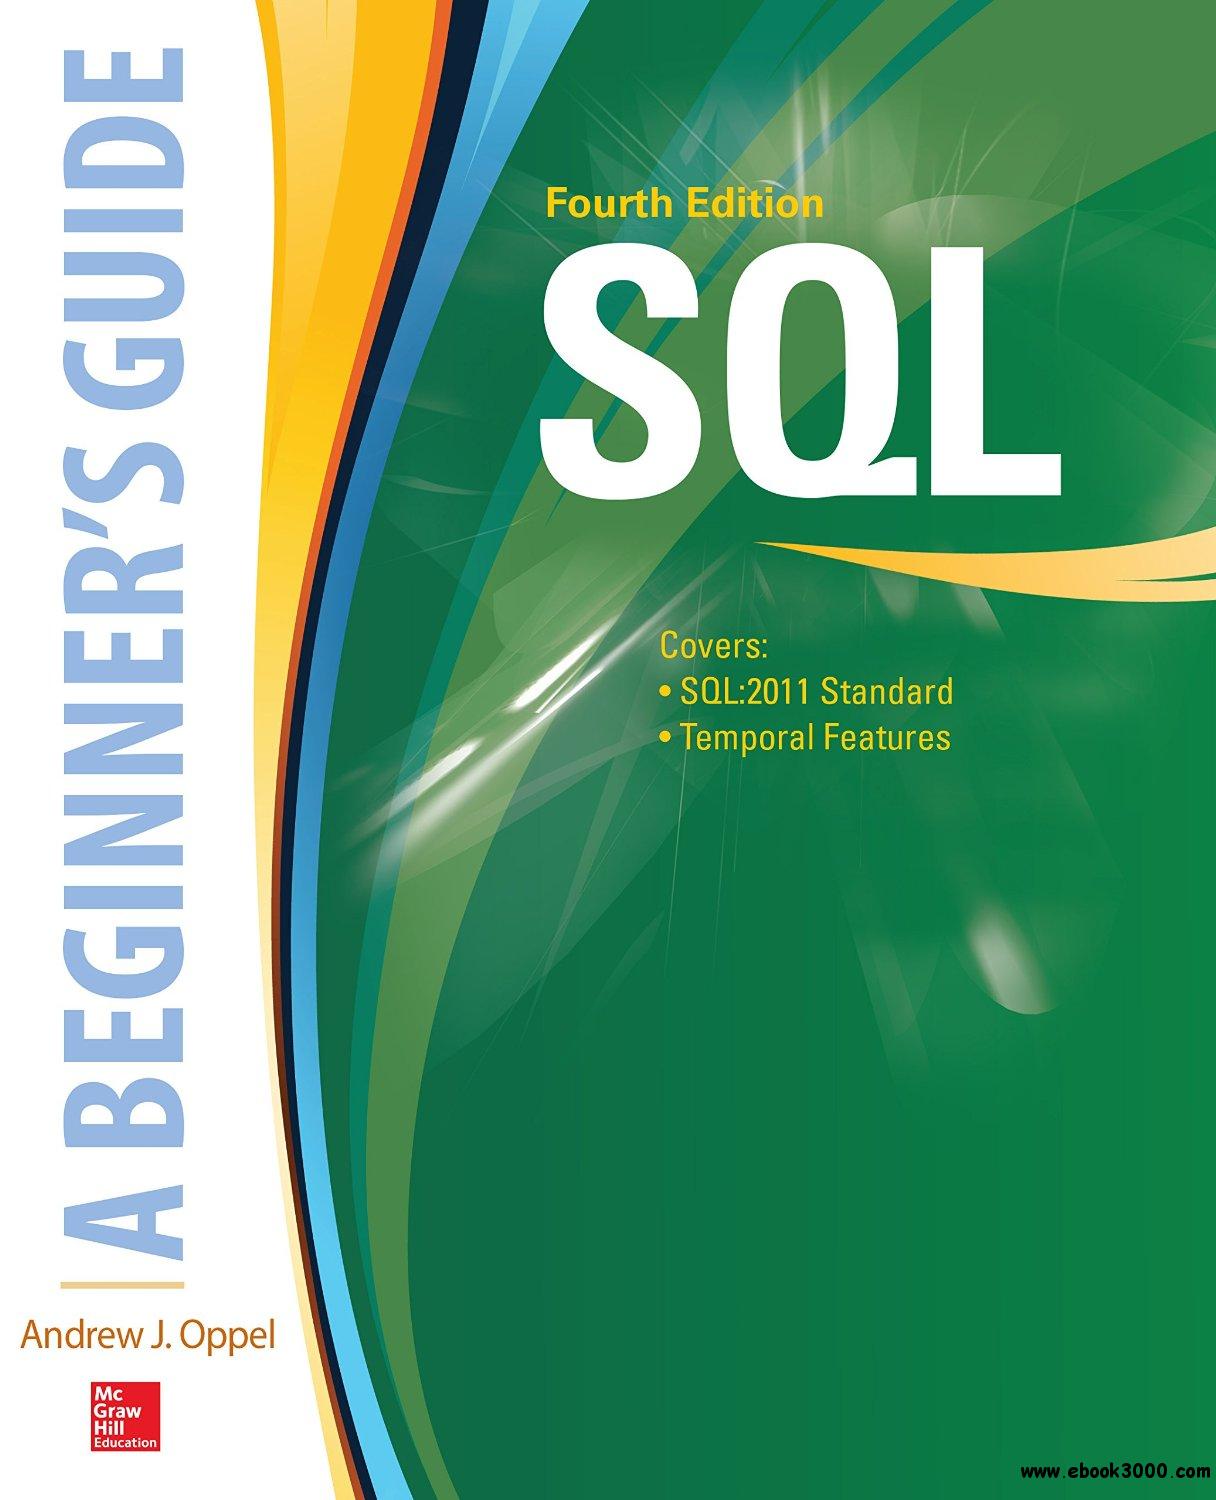 A BEGINNER'S GUIDE
Fourth Edition
SQL
Covers:
• SQL:2011 Standard
• Temporal Features
Andrew J. Oppel
Mc
Graw
Hill
Education
www.ebook3000.com